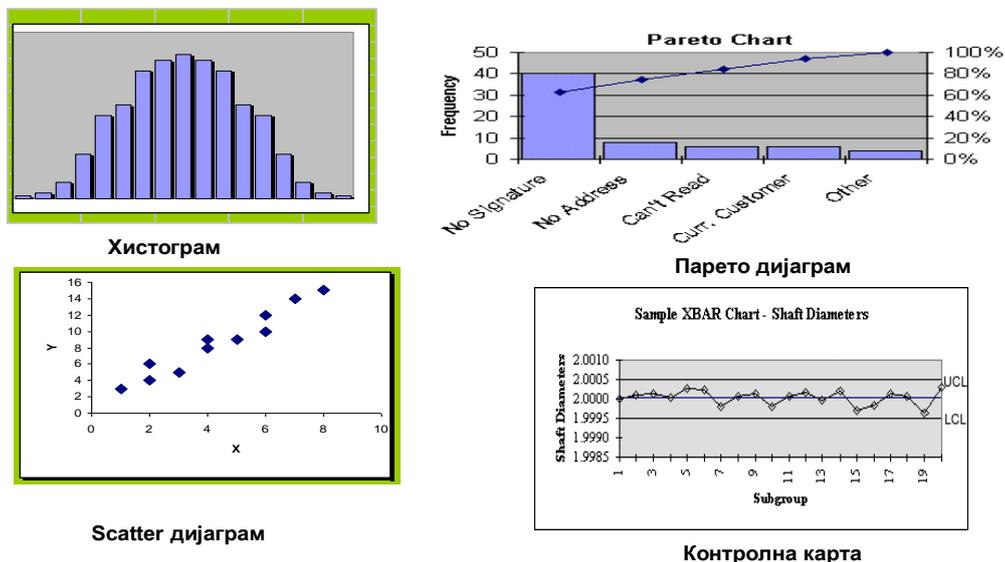 Хистограм
Pareto Chart
Frequency
50
40
30
20
10
0
100%
80%
60%
40%
20%
0%
No Signature
No Address
Can't Read
Curr. Customer
Other
Парето дијаграм
Y
16
14
12
10
8
6
4
2
0
0 2 4 6 8 10
X
Scatter дијаграм
Sample XBAR Chart - Shaft Diameters
Shaft Diameters
2.0010
2.0005
2.0000
1.9995
1.9990
1.9985
UCL
LCL
1 3 5 7 9 11 13 15 17 19
Subgroup
Контролна карта